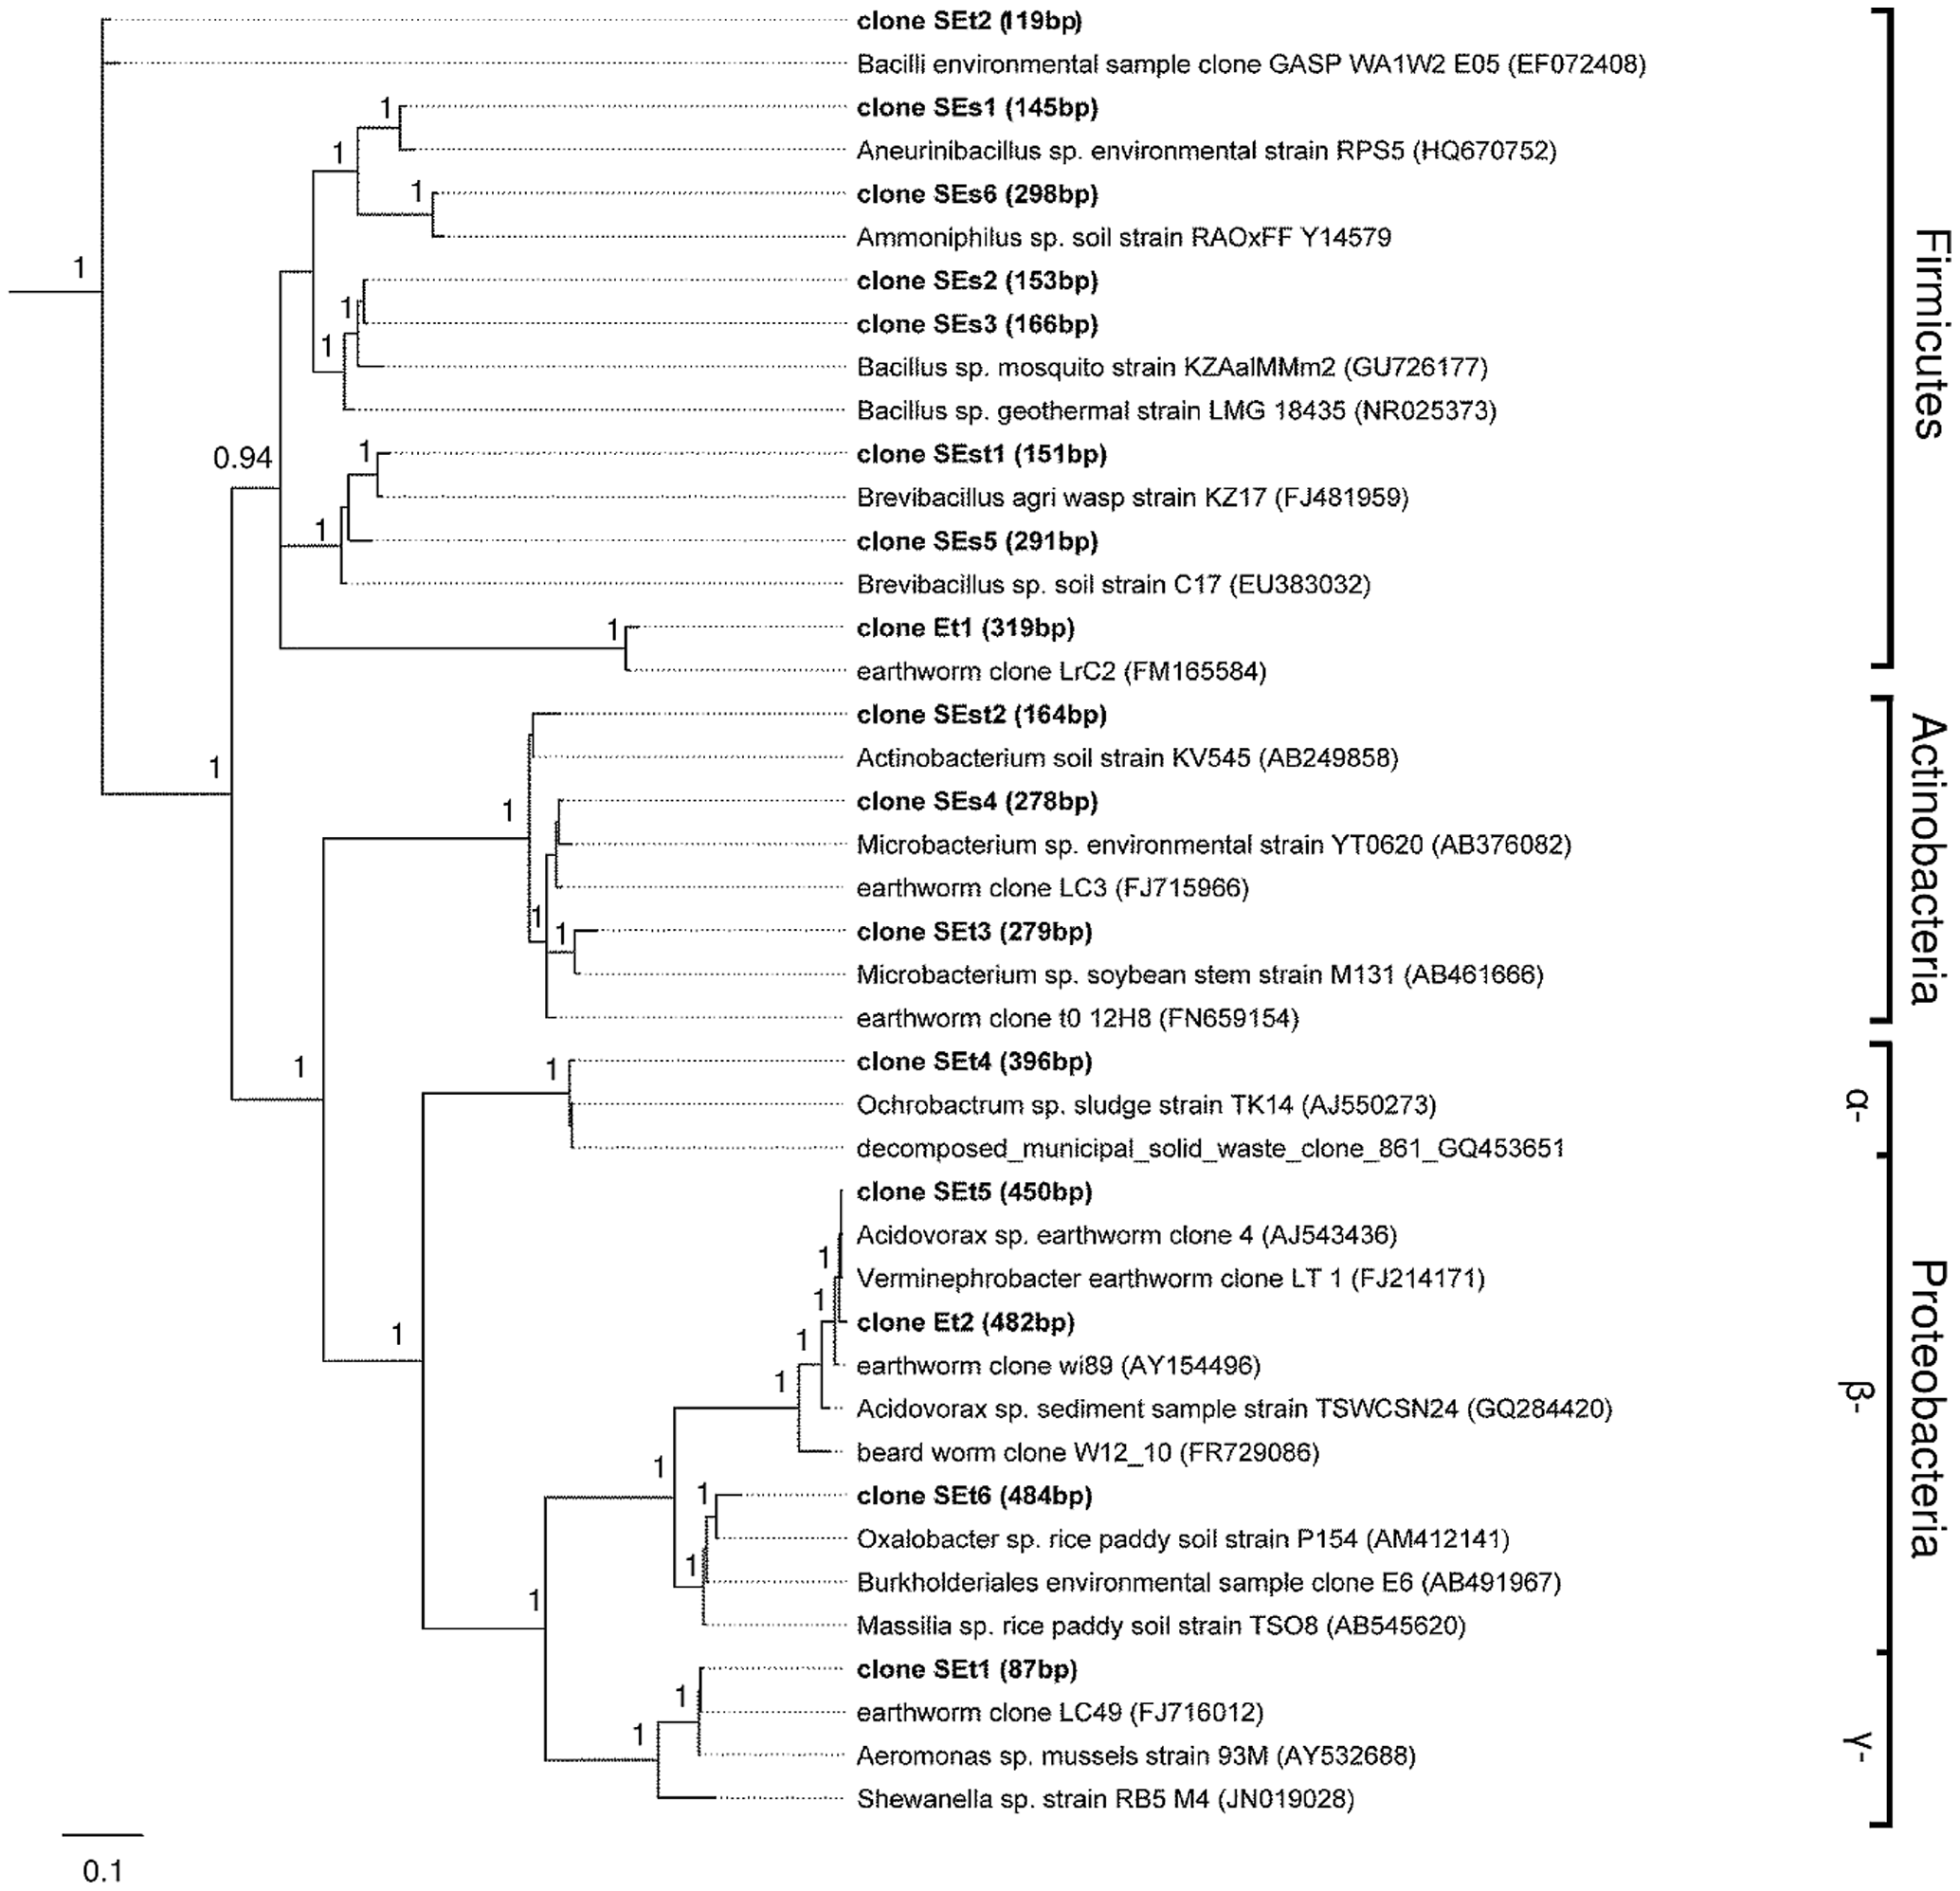 clone SEt2 (119bp)
Bacilli environmental sample clone GASP WA1W2 E05 (EF072408)
1
clone SEs1 (145bp)
1
Aneurinibacillus sp. environmental strain RPS5 (HQ670752)
1
clone SEs6 (298bp)
Ammoniphilus sp. soil strain RAOxFF Y14579
1
clone SEs2 (153bp)
1
clone SEs3 (166bp)
1
Bacillus sp. mosquito strain KZAalMMm2 (GU726177)
Bacillus sp. geothermal strain LMG 18435 (NR025373)
Firmicutes
0.94
1
clone SEst1 (151bp)
Brevibacillus agri wasp strain KZ17 (FJ481959)
1
clone SEs5 (291bp)
Brevibacillus sp. soil strain C17 (EU383032)
1
clone Et1 (319bp)
earthworm clone LrC2 (FM165584)
clone SEst2 (164bp)
1
Actinobacterium soil strain KV545 (AB249858)
1
clone SEs4 (278bp)
Microbacterium sp. environmental strain YT0620 (AB376082)
Actinobacteria
earthworm clone LC3 (FJ715966)
1
1
clone SEt3 (279bp)
Microbacterium sp. soybean stem strain M131 (AB461666)
earthworm clone t0 12H8 (FN659154)
1
1
clone SEt4 (396bp)
Ochrobactrum sp. sludge strain TK14 (AJ550273)
α-
decomposed_municipal_solid_waste_clone_861_GQ453651
clone SEt5 (450bp)
Acidovorax sp. earthworm clone 4 (AJ543436)
1
Verminephrobacter earthworm clone LT 1 (FJ214171)
1
clone Et2 (482bp)
1
1
earthworm clone wi89 (AY154496)
1
Acidovorax sp. sediment sample strain TSWCSN24 (GQ284420)
β-
Proteobacteria
beard worm clone W12_10 (FR729086)
1
1
clone SEt6 (484bp)
Oxalobacter sp. rice paddy soil strain P154 (AM412141)
1
Burkholderiales environmental sample clone E6 (AB491967)
1
Massilia sp. rice paddy soil strain TSO8 (AB545620)
clone SEt1 (87bp)
1
earthworm clone LC49 (FJ716012)
1
Aeromonas sp. mussels strain 93M (AY532688)
γ-
Shewanella sp. strain RB5 M4 (JN019028)
0.1